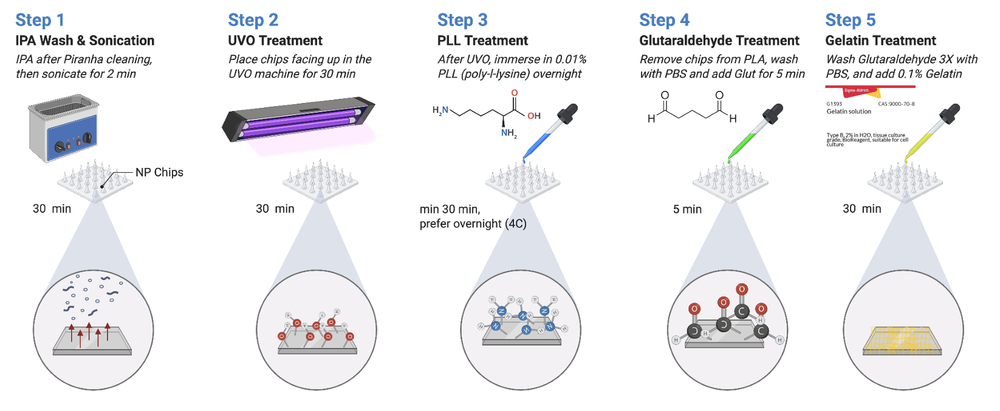 Step 1
IPA Wash & Sonication
IPA after Piranha cleaning,
then sonicate for 2 min
NP Chips
30 min
Step 2
UVO Treatment
Place chips facing up in the
UVO machine for 30 min
30 min
H O H O H O H H H O O O O
Step 3
PLL Treatment
After UVO, immerse in 0.01%
PLL (poly-l-lysine) overnight
H₂N
O
OH
NH₂
min 30 min,
prefer overnight (4C)
H H H H H
N N N
H H H H
N N N
H H H
Step 4
Glutaraldehyde Treatment
Remove chips from PLA, wash
with PBS and add Glut for 5 min
O O
H H
5 min
O
O
O O
C
H
C
C H C
H H
Step 5
Gelatin Treatment
Wash Glutaraldehyde 3X with
PBS, and add 0.1% Gelatin
Sigma-Aldrich.
G1393 CAS:9000-70-8
Gelatin solution
Type B, 2% in H2O, tissue culture
grade, BioReagent, suitable for cell
culture
30 min